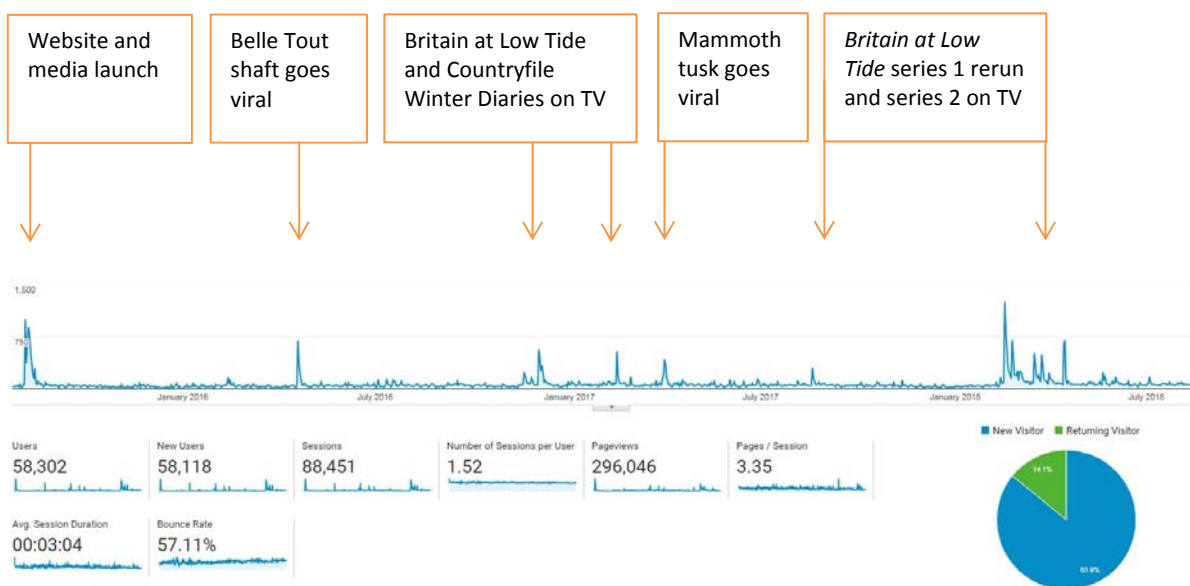 Website and
media launch
Belle Tout
shaft goes
viral
Britain at Low Tide
and Countryfile
Winter Diaries on TV
Mammoth
tusk goes
viral
Britain at Low
Tide series 1 rerun
and series 2 on TV
1,500
750
January 2016
July 2016
January 2017
July 2017
January 2018
July 2018
Users
58,302
New Users
58,118
Sessions
88,451
Number of Sessions per User
1.52
Pageviews
296,046
Pages / Session
3.35
Avg. Session Duration
00:03:04
Bounce Rate
57.11%
New Visitor
Returning Visitor
14.1%
85.9%